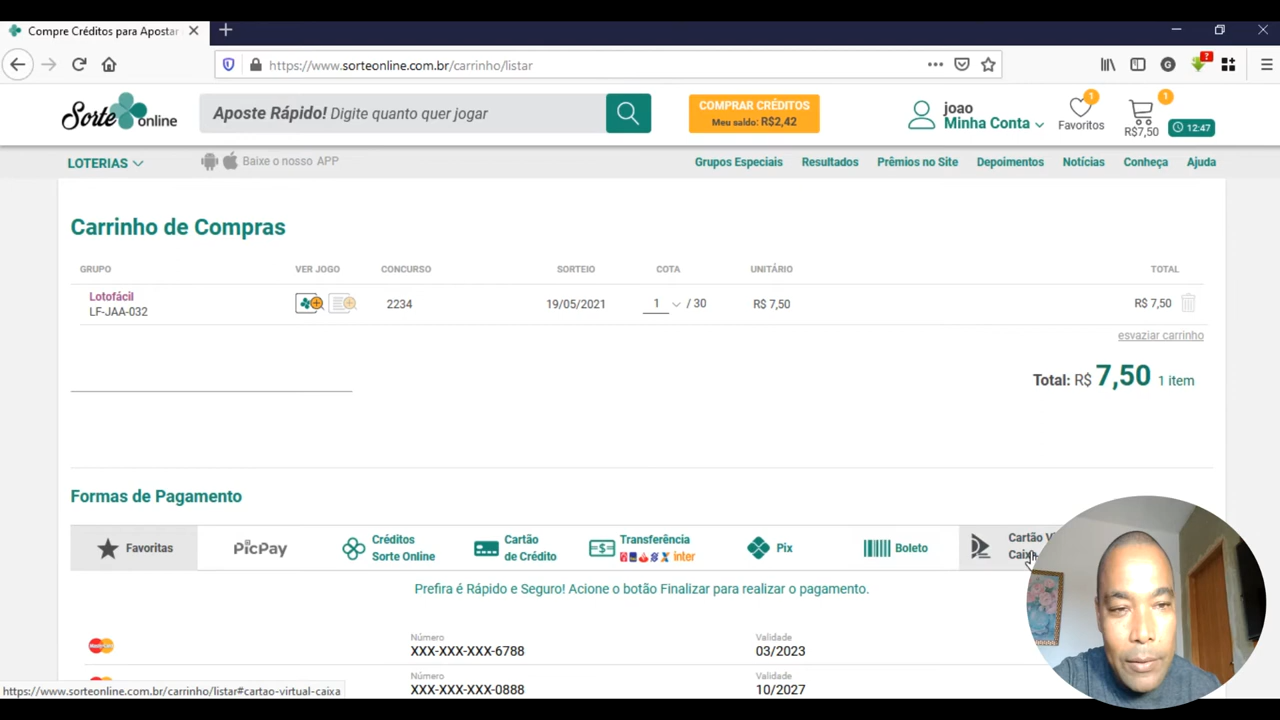 Compre Créditos para Apostar
https://www.sorteonline.com.br/carrinho/listar
Sorte online
Aposte Rápido! Digite quanto quer jogar
COMPRAR CRÉDITOS
Meu saldo: R$2,42
joao
Minha Conta
1
Favoritos
1
R$7,50
12:47
LOTERIAS
Baixe o nosso APP
Grupos Especiais
Resultados
Prêmios no Site
Depoimentos
Notícias
Conheça
Ajuda
Carrinho de Compras
GRUPO VER JOGO CONCURSO SORTEIO COTA UNITÁRIO TOTAL
Lotofácil
LF-JAA-032
2234 19/05/2021 1 / 30 R$ 7,50 R$ 7,50
esvaziar carrinho
Total: R$ 7,50 1 item
Formas de Pagamento
Favoritas
PicPay
Créditos
Sorte Online
Cartão
de Crédito
Transferência
inter
Pix
Boleto
Cartão V
Caix
Prefira é Rápido e Seguro! Acione o botão Finalizar para realizar o pagamento.
Número Validade
XXX-XXX-XXX-6788 03/2023
Número Validade
XXX-XXX-XXX-0888 10/2027
https://www.sorteonline.com.br/carrinho/listar#cartao-virtual-caixa